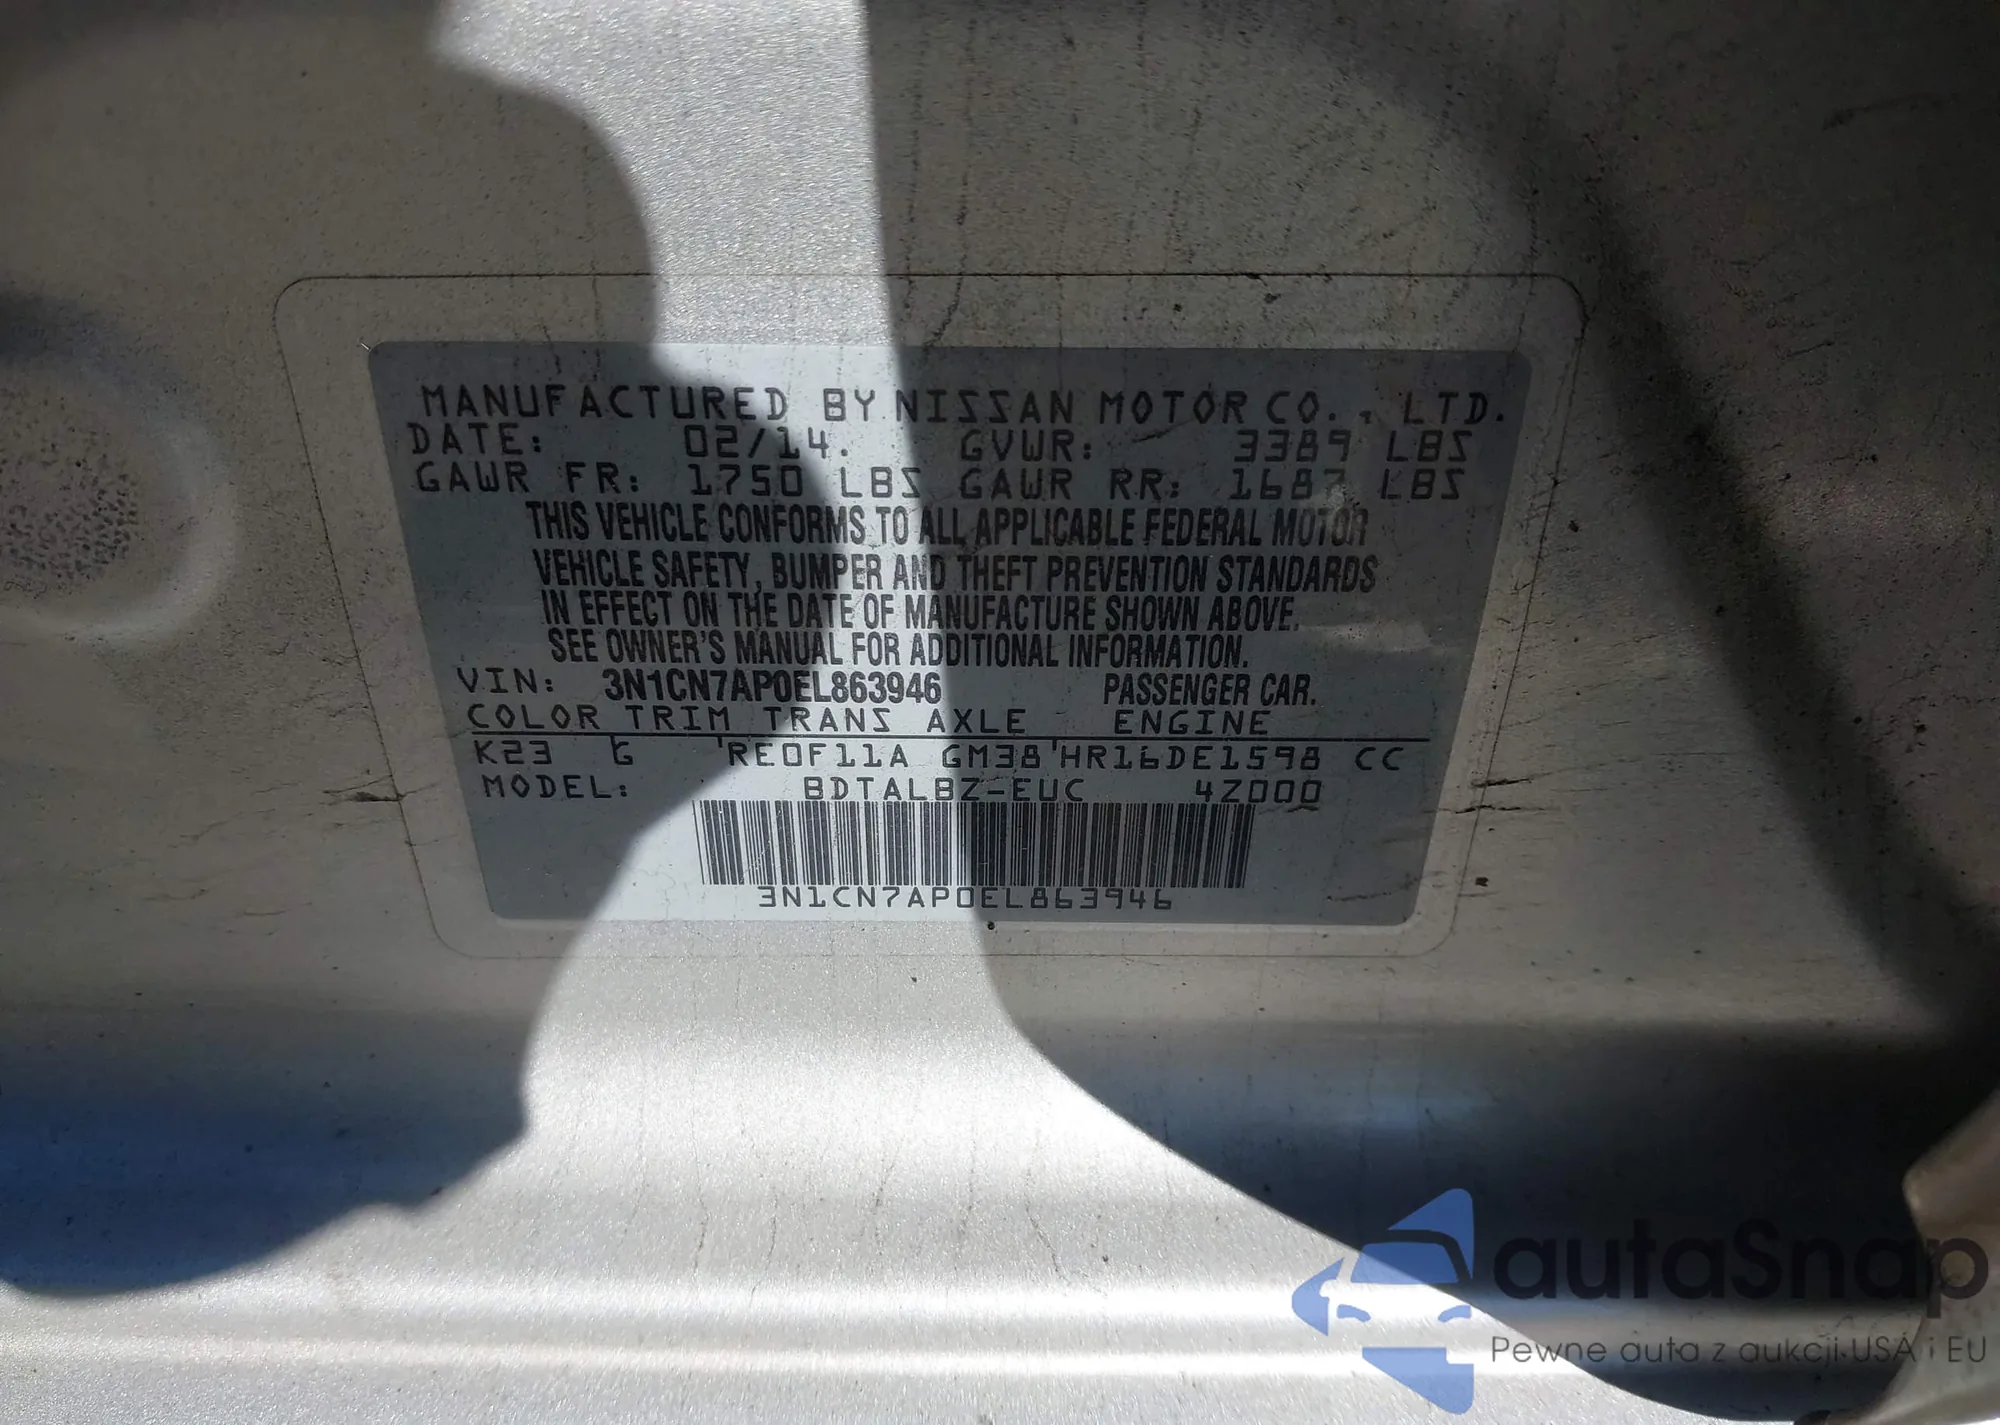 MANUFACTURED BY NISSAN MOTOR CO., LTD.
DATE: 02/14. GVWR: 3389 LBS
GAWR FR: 1750 LBS GAWR RR: 1687 LBS
THIS VEHICLE CONFORMS TO ALL APPLICABLE FEDERAL MOTOR
VEHICLE SAFETY, BUMPER AND THEFT PREVENTION STANDARDS
IN EFFECT ON THE DATE OF MANUFACTURE SHOWN ABOVE.
SEE OWNER'S MANUAL FOR ADDITIONAL INFORMATION.
VIN: 3N1CN7AP0EL863946 PASSENGER CAR.
COLOR TRIM TRANS AXLE ENGINE
K23 G RE0F11A GM38 HR16DE1598 CC
MODEL: BDTALBZ-EUC 4Z000
3N1CN7AP0EL863946
autaSnap
Pewne auta z aukcji USA i EU